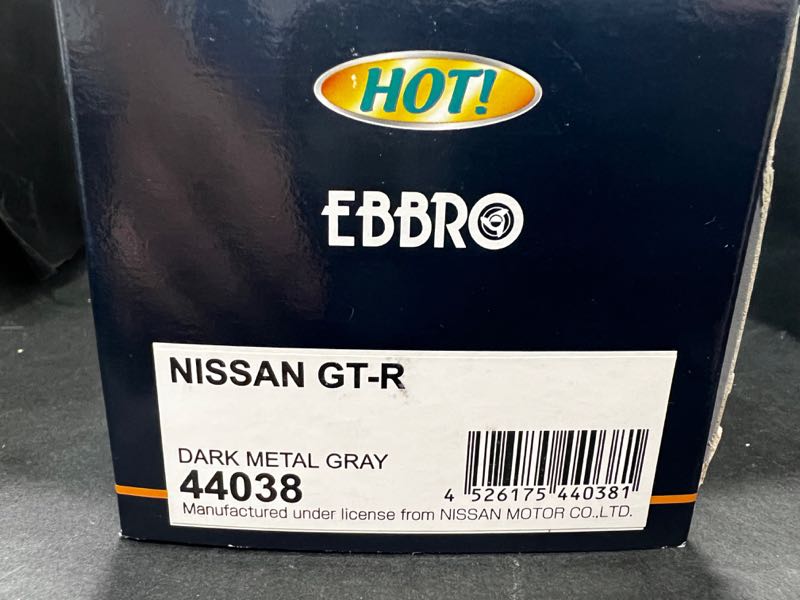 HOT!
EBBRO
NISSAN GT-R
DARK METAL GRAY
44038
4 526175 440381
Manufactured under license from NISSAN MOTOR CO.,LTD.